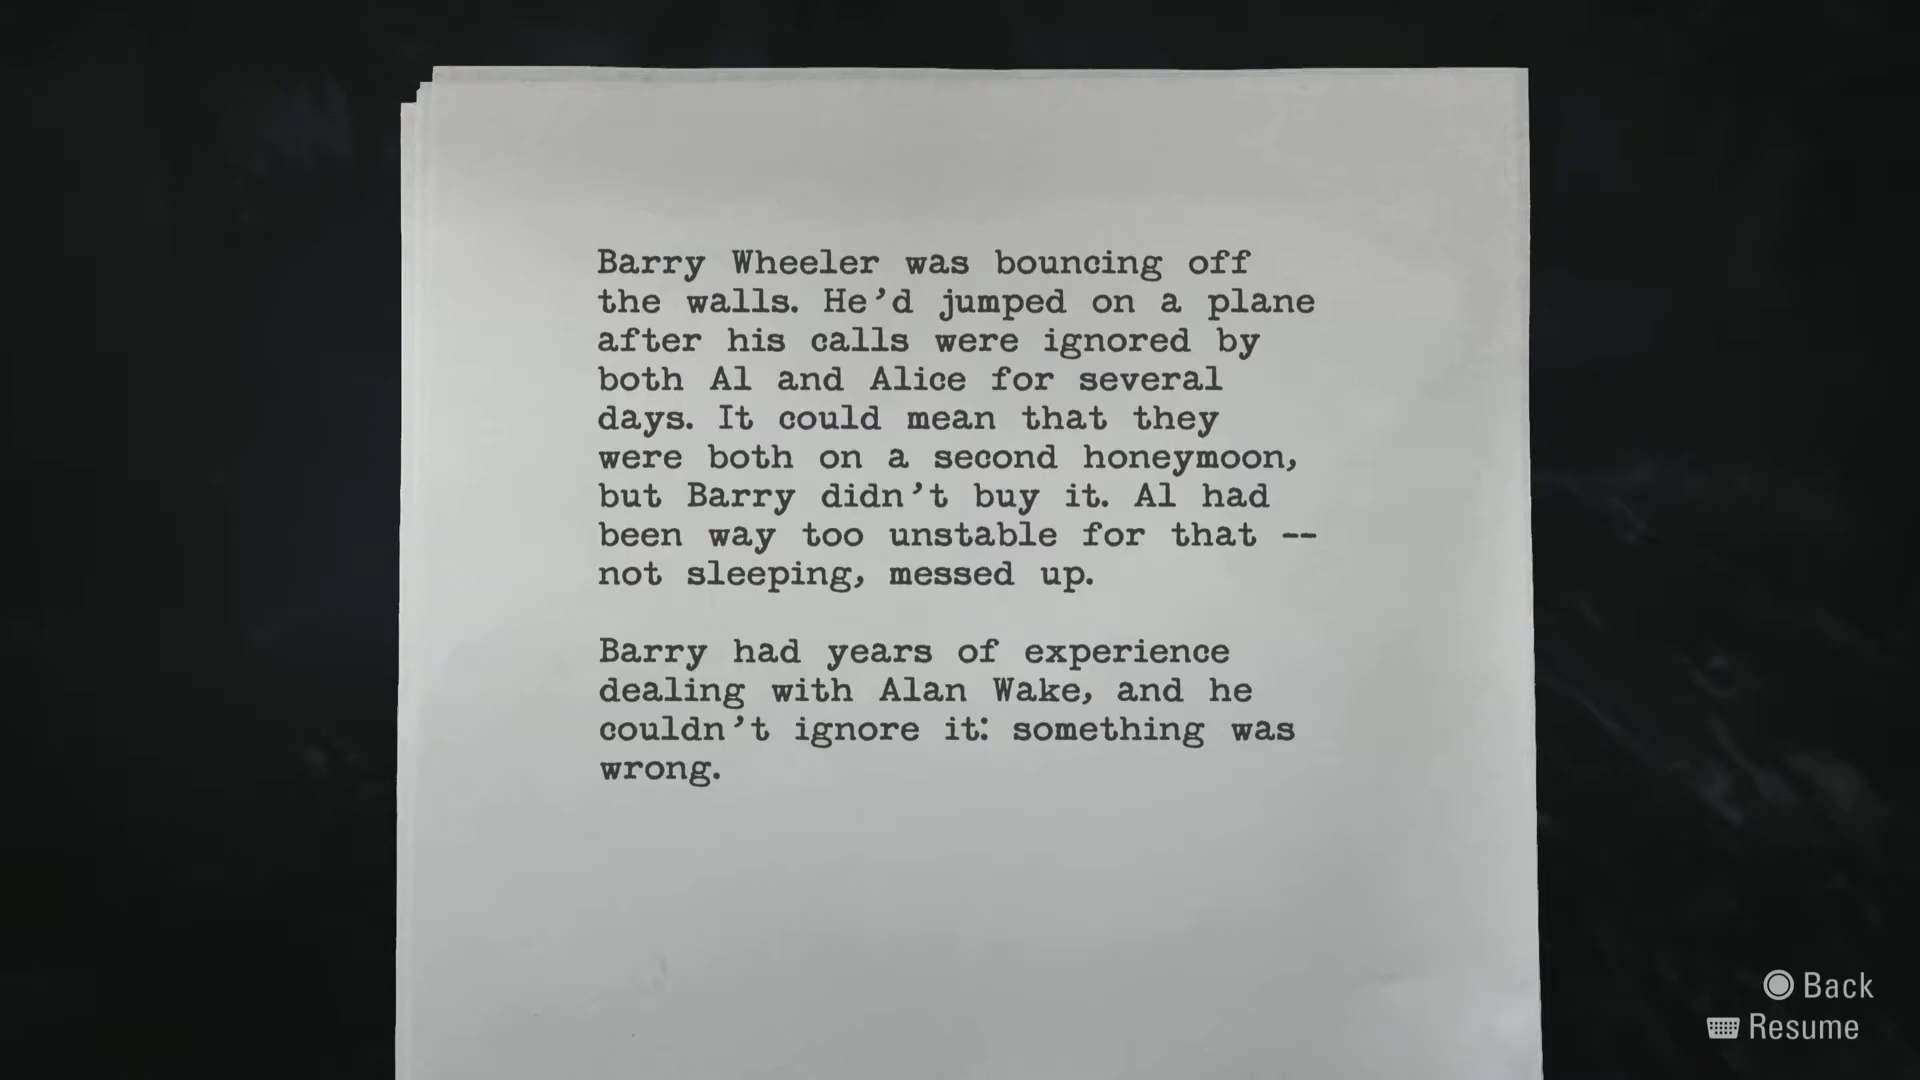 Barry Wheeler was bouncing off
the walls. He’d jumped on a plane
after his calls were ignored by
both Al and Alice for several
days. It could mean that they
were both on a second honeymoon,
but Barry didn’t buy it. Al had
been way too unstable for that --
not sleeping, messed up.
Barry had years of experience
dealing with Alan Wake, and he
couldn’t ignore it: something was
wrong.
Back
Resume